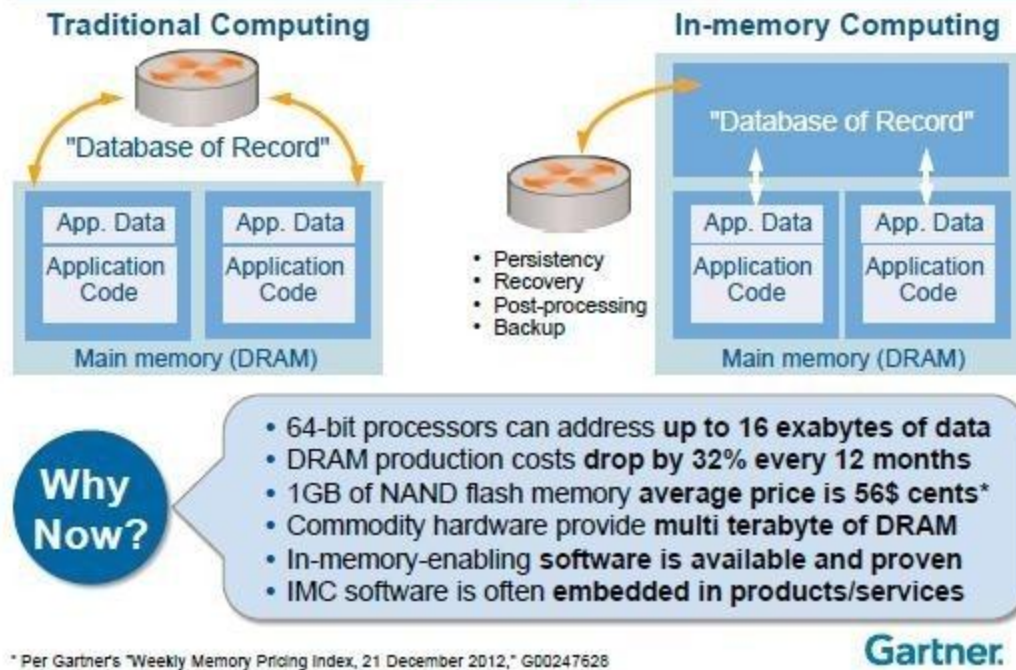 Traditional Computing
In-memory Computing
"Database of Record"
App. Data
Application
Code
App. Data
Application
Code
Main memory (DRAM)
"Database of Record"
• Persistency
• Recovery
• Post-processing
• Backup
App. Data
Application
Code
App. Data
Application
Code
Main memory (DRAM)
Why
Now?
• 64-bit processors can address up to 16 exabytes of data
• DRAM production costs drop by 32% every 12 months
• 1GB of NAND flash memory average price is 56$ cents*
• Commodity hardware provide multi terabyte of DRAM
• In-memory-enabling software is available and proven
• IMC software is often embedded in products/services
* Per Gartner's "Weekly Memory Pricing Index, 21 December 2012," G00247628
Gartner.